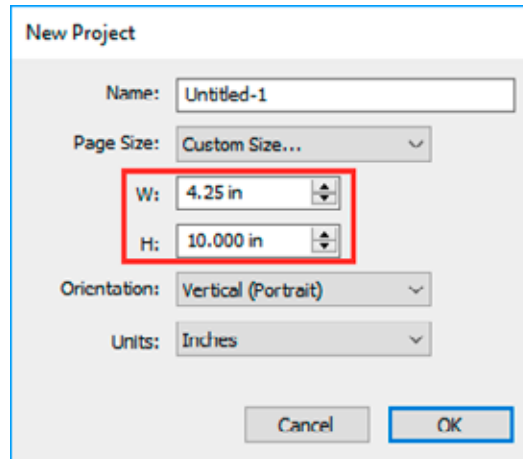 New Project
Name: Untitled-1
Page Size: Custom Size...
W: 4.25 in
H: 10.000 in
Orientation: Vertical (Portrait)
Units: Inches
Cancel OK